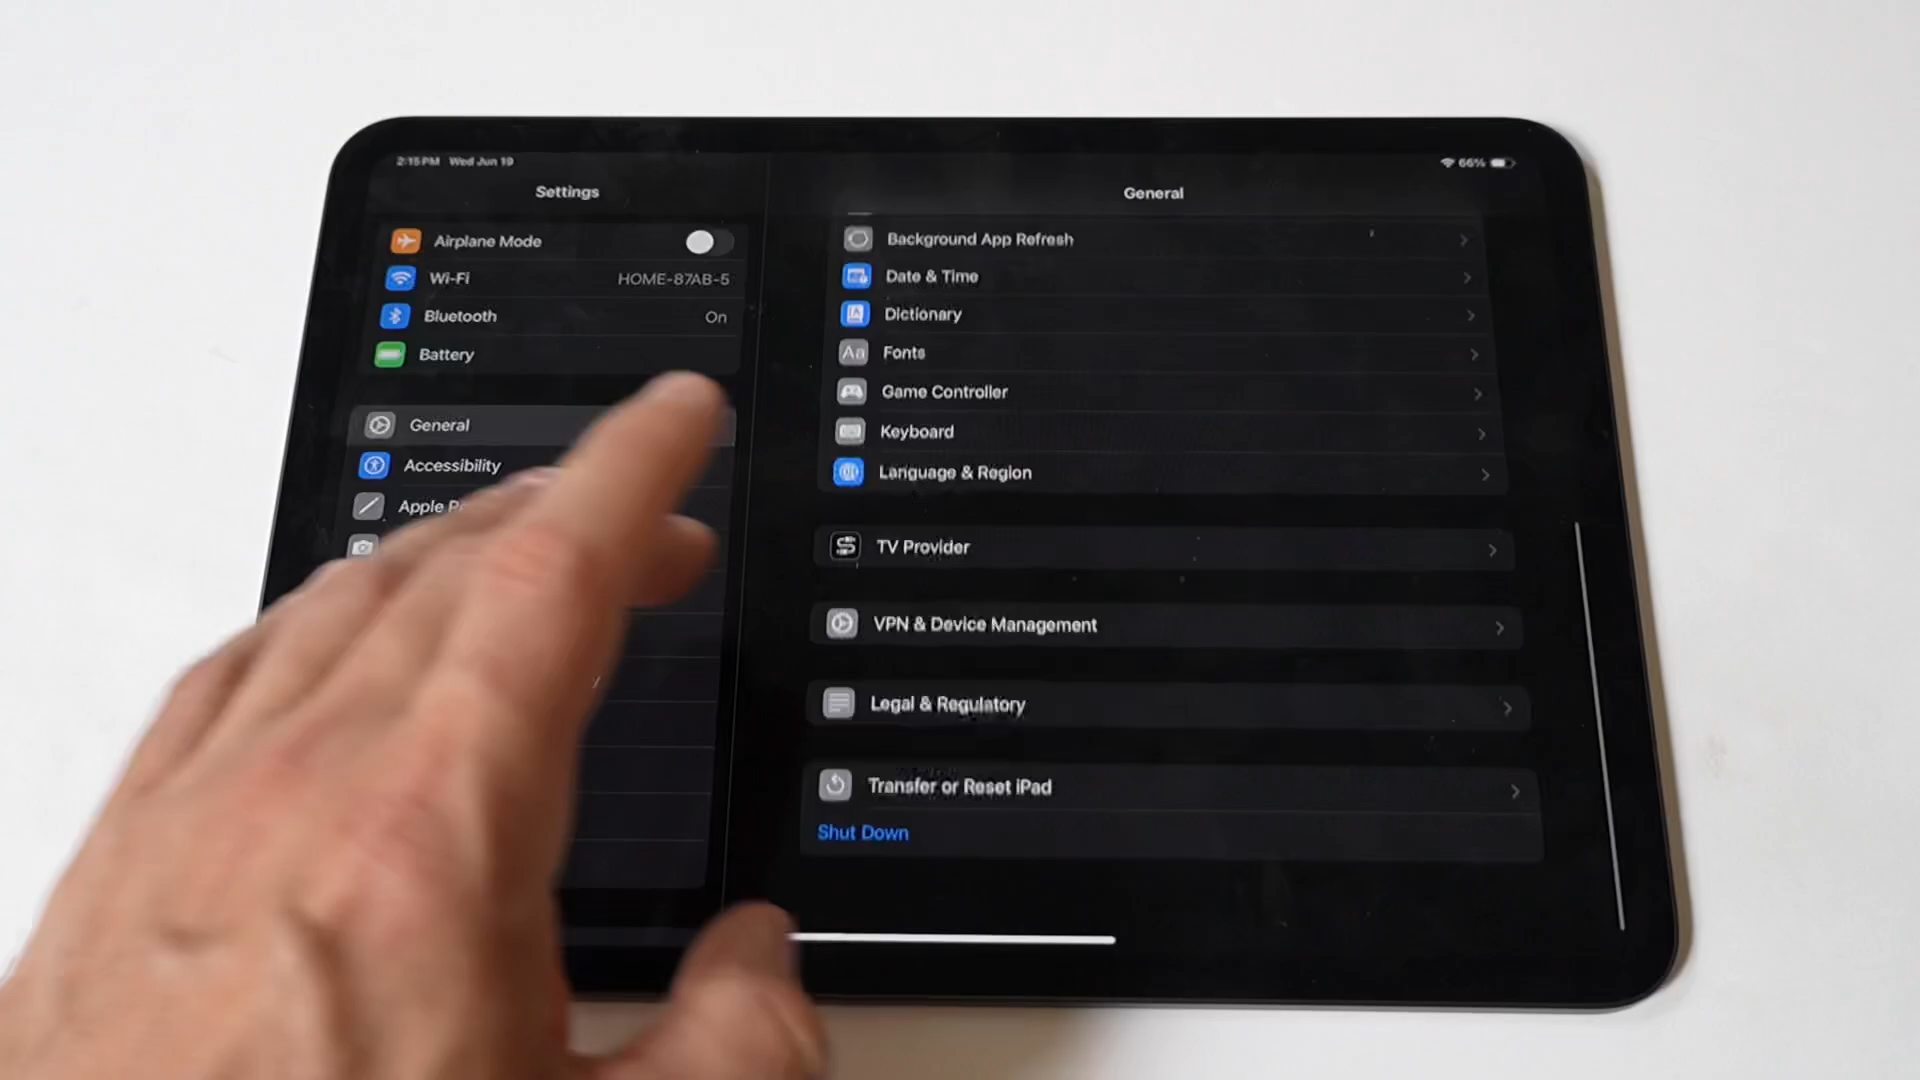 2:15 PM Wed Jun 19
66%
Settings
Airplane Mode
Wi-Fi HOME-87AB-5
Bluetooth On
Battery
General
Accessibility
Apple
General
Background App Refresh
Date & Time
Dictionary
Aa Fonts
Game Controller
Keyboard
Language & Region
TV Provider
VPN & Device Management
Legal & Regulatory
Transfer or Reset iPad
Shut Down